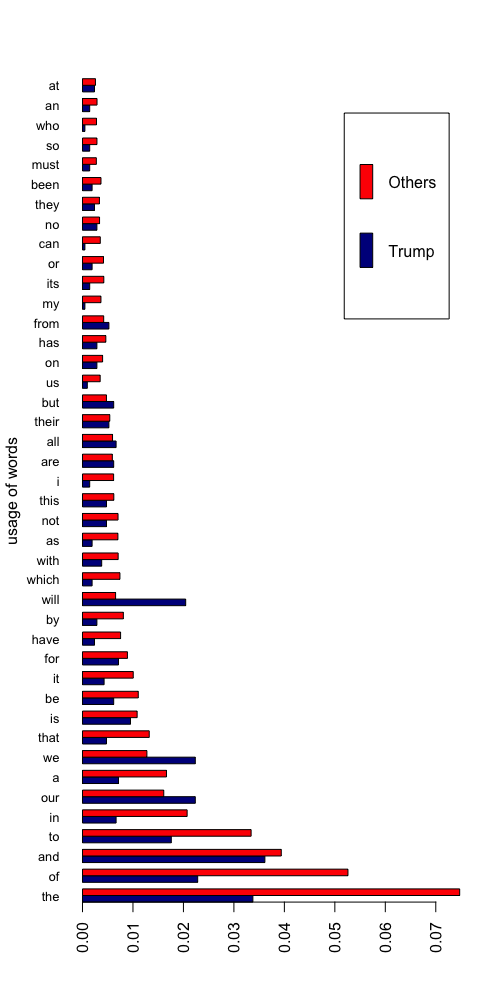 at
an
who
so
must
been
they
no
can
or
its
my
from
has
on
us
but
their
all
are
i
this
not
as
with
which
will
by
have
for
it
be
is
that
we
a
our
in
to
and
of
the
usage of words
Others
Trump
0.00
0.01
0.02
0.03
0.04
0.05
0.06
0.07